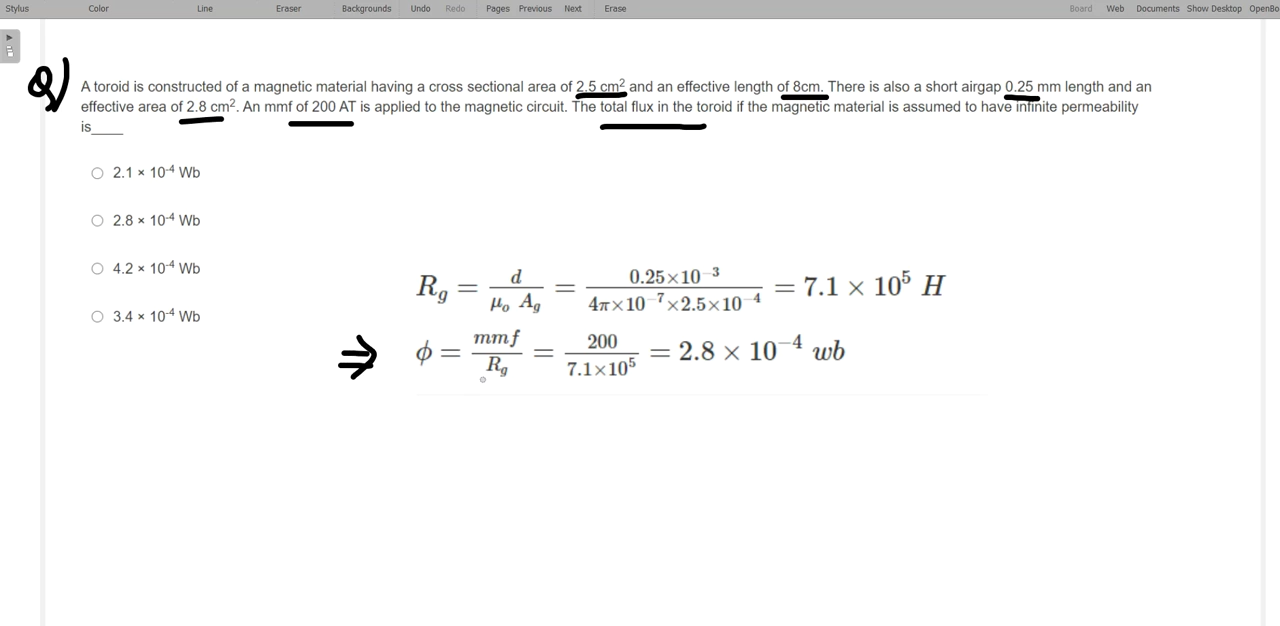 Stylus Color Line Eraser Backgrounds Undo Redo Pages Previous Next Erase Board Web Documents Show Desktop OpenBo
Q)
A toroid is constructed of a magnetic material having a cross sectional area of 2.5 cm² and an effective length of 8cm. There is also a short airgap 0.25 mm length and an
effective area of 2.8 cm². An mmf of 200 AT is applied to the magnetic circuit. The total flux in the toroid if the magnetic material is assumed to have infinite permeability
is____
2.1 × 10⁻⁴ Wb
2.8 × 10⁻⁴ Wb
4.2 × 10⁻⁴ Wb
3.4 × 10⁻⁴ Wb
R_g = d / (μ_o A_g) = 0.25×10⁻³ / (4π×10⁻⁷×2.5×10⁻⁴) = 7.1 × 10⁵ H
⇒ ϕ = mmf / R_g = 200 / (7.1×10⁵) = 2.8 × 10⁻⁴ wb